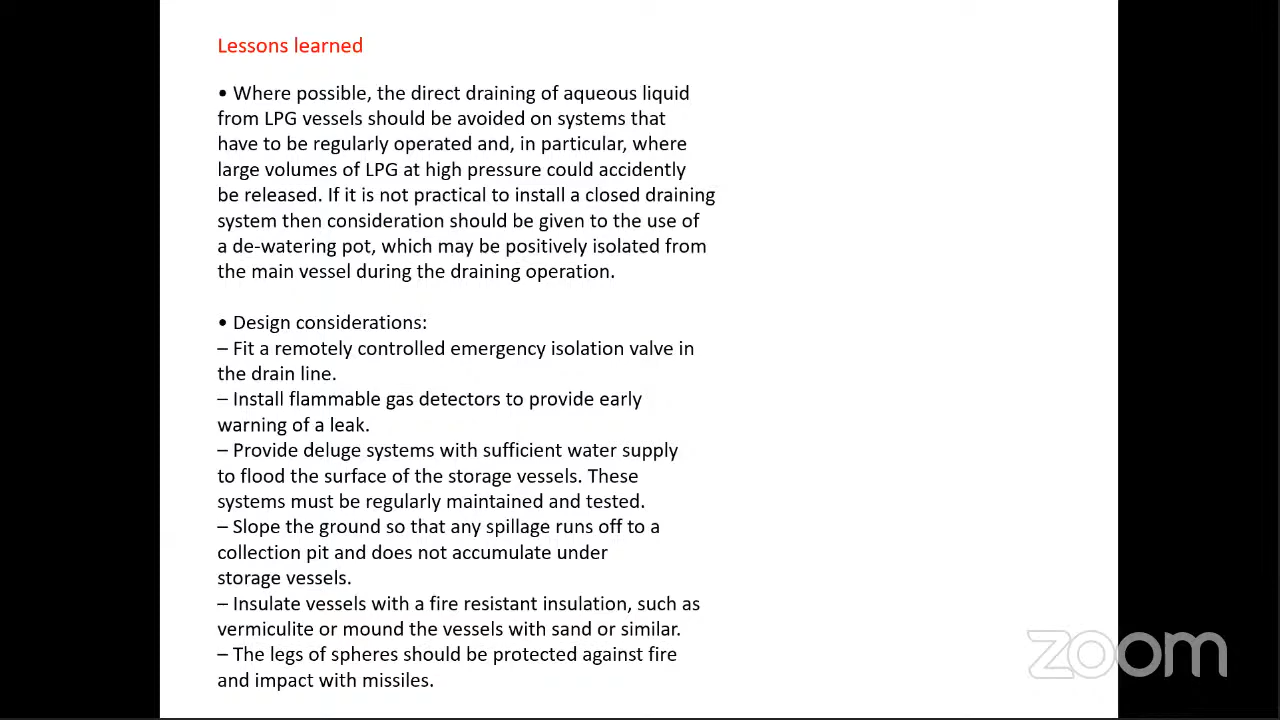 Lessons learned
• Where possible, the direct draining of aqueous liquid
from LPG vessels should be avoided on systems that
have to be regularly operated and, in particular, where
large volumes of LPG at high pressure could accidently
be released. If it is not practical to install a closed draining
system then consideration should be given to the use of
a de-watering pot, which may be positively isolated from
the main vessel during the draining operation.
• Design considerations:
– Fit a remotely controlled emergency isolation valve in
the drain line.
– Install flammable gas detectors to provide early
warning of a leak.
– Provide deluge systems with sufficient water supply
to flood the surface of the storage vessels. These
systems must be regularly maintained and tested.
– Slope the ground so that any spillage runs off to a
collection pit and does not accumulate under
storage vessels.
– Insulate vessels with a fire resistant insulation, such as
vermiculite or mound the vessels with sand or similar.
– The legs of spheres should be protected against fire
and impact with missiles.
zoom